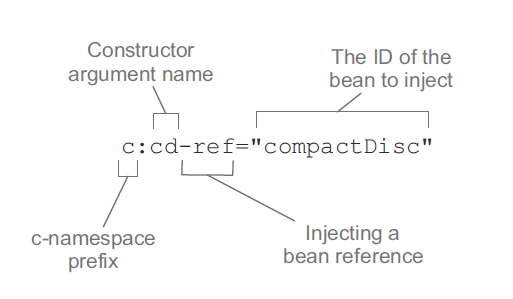 Constructor
argument name
The ID of the
bean to inject
c:cd-ref="compactDisc"
c-namespace
prefix
Injecting a
bean reference